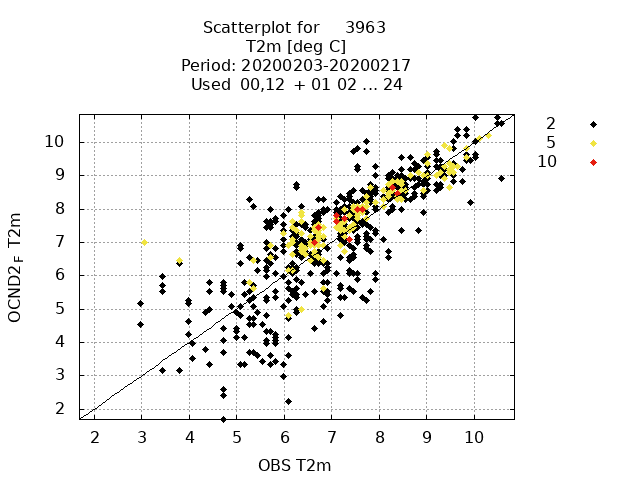 Scatterplot for 3963
T2m [deg C]
Period: 20200203-20200217
Used 00,12 + 01 02 ... 24
2
5
10
10
9
8
7
6
5
4
3
2
OCND2F T2m
2 3 4 5 6 7 8 9 10
OBS T2m